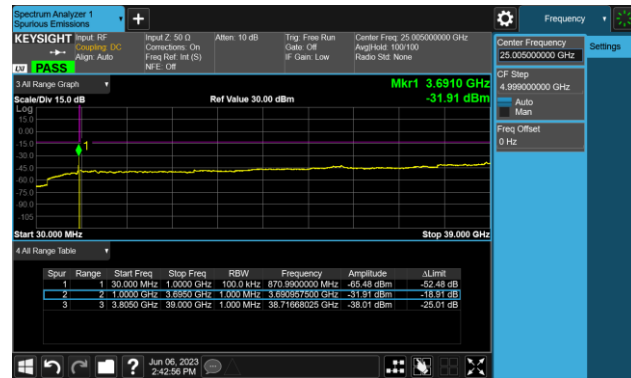 Spectrum Analyzer 1
Spurious Emissions
Frequency
KEYSIGHT Input: RF Input Z: 50 Ω Atten: 10 dB Trig: Free Run Center Freq: 25.005000000 GHz
Coupling: DC Corrections: On Gate: Off Avg|Hold: 100/100
Align: Auto Freq Ref: Int (S) IF Gain: Low Radio Std: None
NFE: Off
LXI PASS
Center Frequency
25.005000000 GHz
Settings
CF Step
4.999000000 GHz
Auto
Man
Freq Offset
0 Hz
3 All Range Graph
Mkr1 3.6910 GHz
Scale/Div 15.0 dB Ref Value 30.00 dBm -31.91 dBm
Log
15.0
0.00
-15.0
-30.0
-45.0
-60.0
-75.0
-90.0
-105
1
Start 30.000 MHz Stop 39.000 GHz
4 All Range Table
Spur Range Start Freq Stop Freq RBW Frequency Amplitude ΔLimit
1 1 30.000 MHz 1.0000 GHz 100.0 kHz 870.9900000 MHz -65.48 dBm -52.48 dB
2 2 1.0000 GHz 3.6950 GHz 1.000 MHz 3.690957500 GHz -31.91 dBm -18.91 dB
3 3 3.8050 GHz 39.000 GHz 1.000 MHz 38.71668025 GHz -38.01 dBm -25.01 dB
Jun 06, 2023
2:42:56 PM